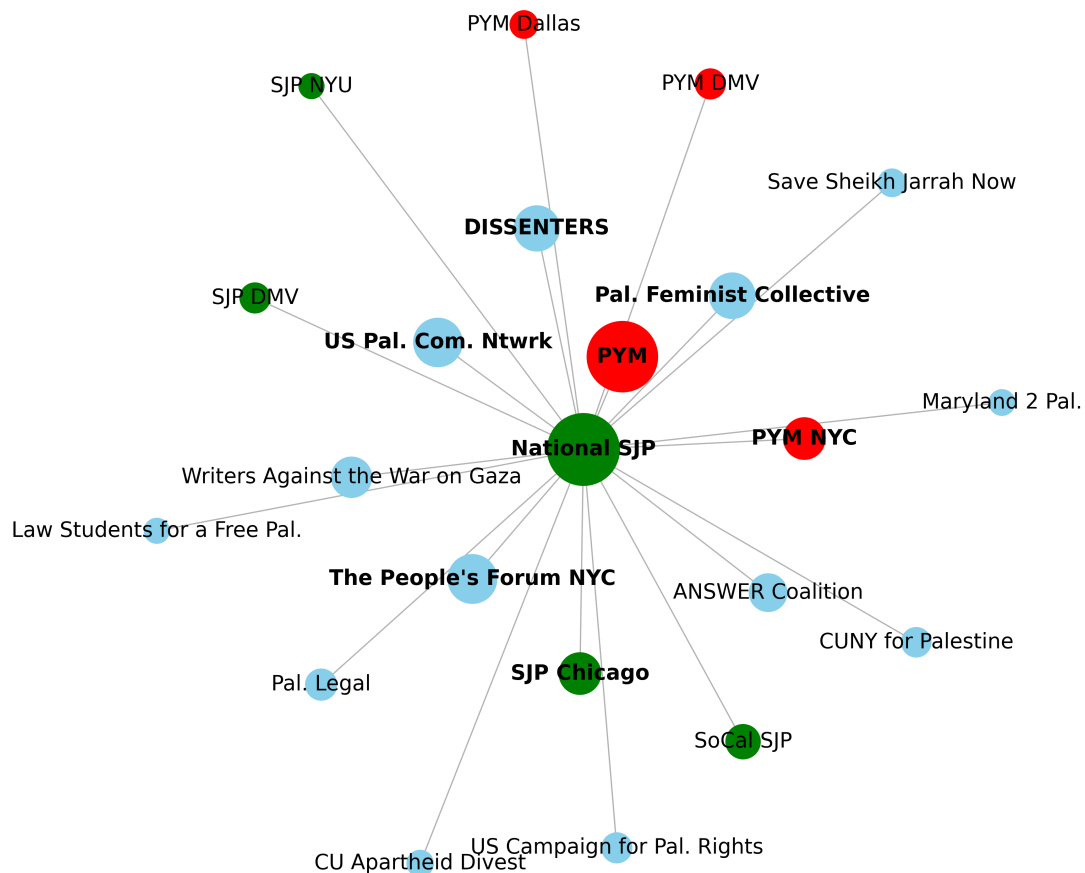 PYM Dallas
SJP NYU
PYM DMV
Save Sheikh Jarrah Now
DISSENTERS
SJP DMV
Pal. Feminist Collective
US Pal. Com. Ntwrk
PYM
Maryland 2 Pal.
PYM NYC
National SJP
Writers Against the War on Gaza
Law Students for a Free Pal.
The People's Forum NYC
ANSWER Coalition
CUNY for Palestine
SJP Chicago
Pal. Legal
SoCal SJP
US Campaign for Pal. Rights
CU Apartheid Divest